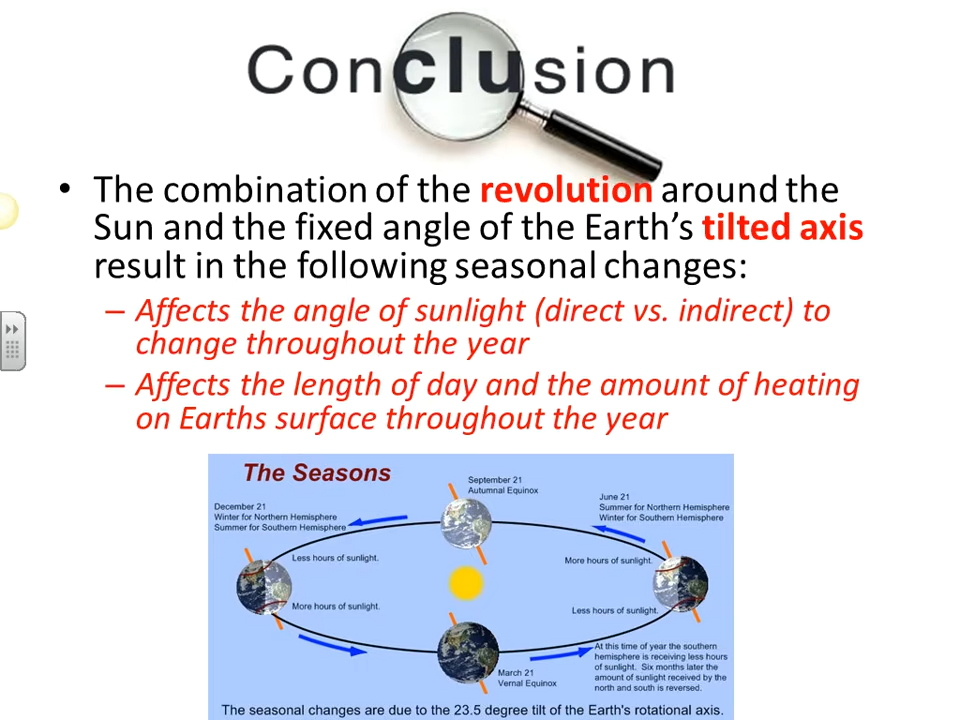 Conclusion
• The combination of the revolution around the
Sun and the fixed angle of the Earth's tilted axis
result in the following seasonal changes:
– Affects the angle of sunlight (direct vs. indirect) to
change throughout the year
– Affects the length of day and the amount of heating
on Earths surface throughout the year
The Seasons
September 21
Autumnal Equinox
December 21
Winter for Northern Hemisphere
Summer for Southern Hemisphere
June 21
Summer for Northern Hemisphere
Winter for Southern Hemisphere
Less hours of sunlight.
More hours of sunlight.
More hours of sunlight.
Less hours of sunlight.
March 21
Vernal Equinox
At this time of year the southern
hemisphere is receiving less hours
of sunlight. Six months later the
amount of sunlight received by the
north and south is reversed.
The seasonal changes are due to the 23.5 degree tilt of the Earth's rotational axis.